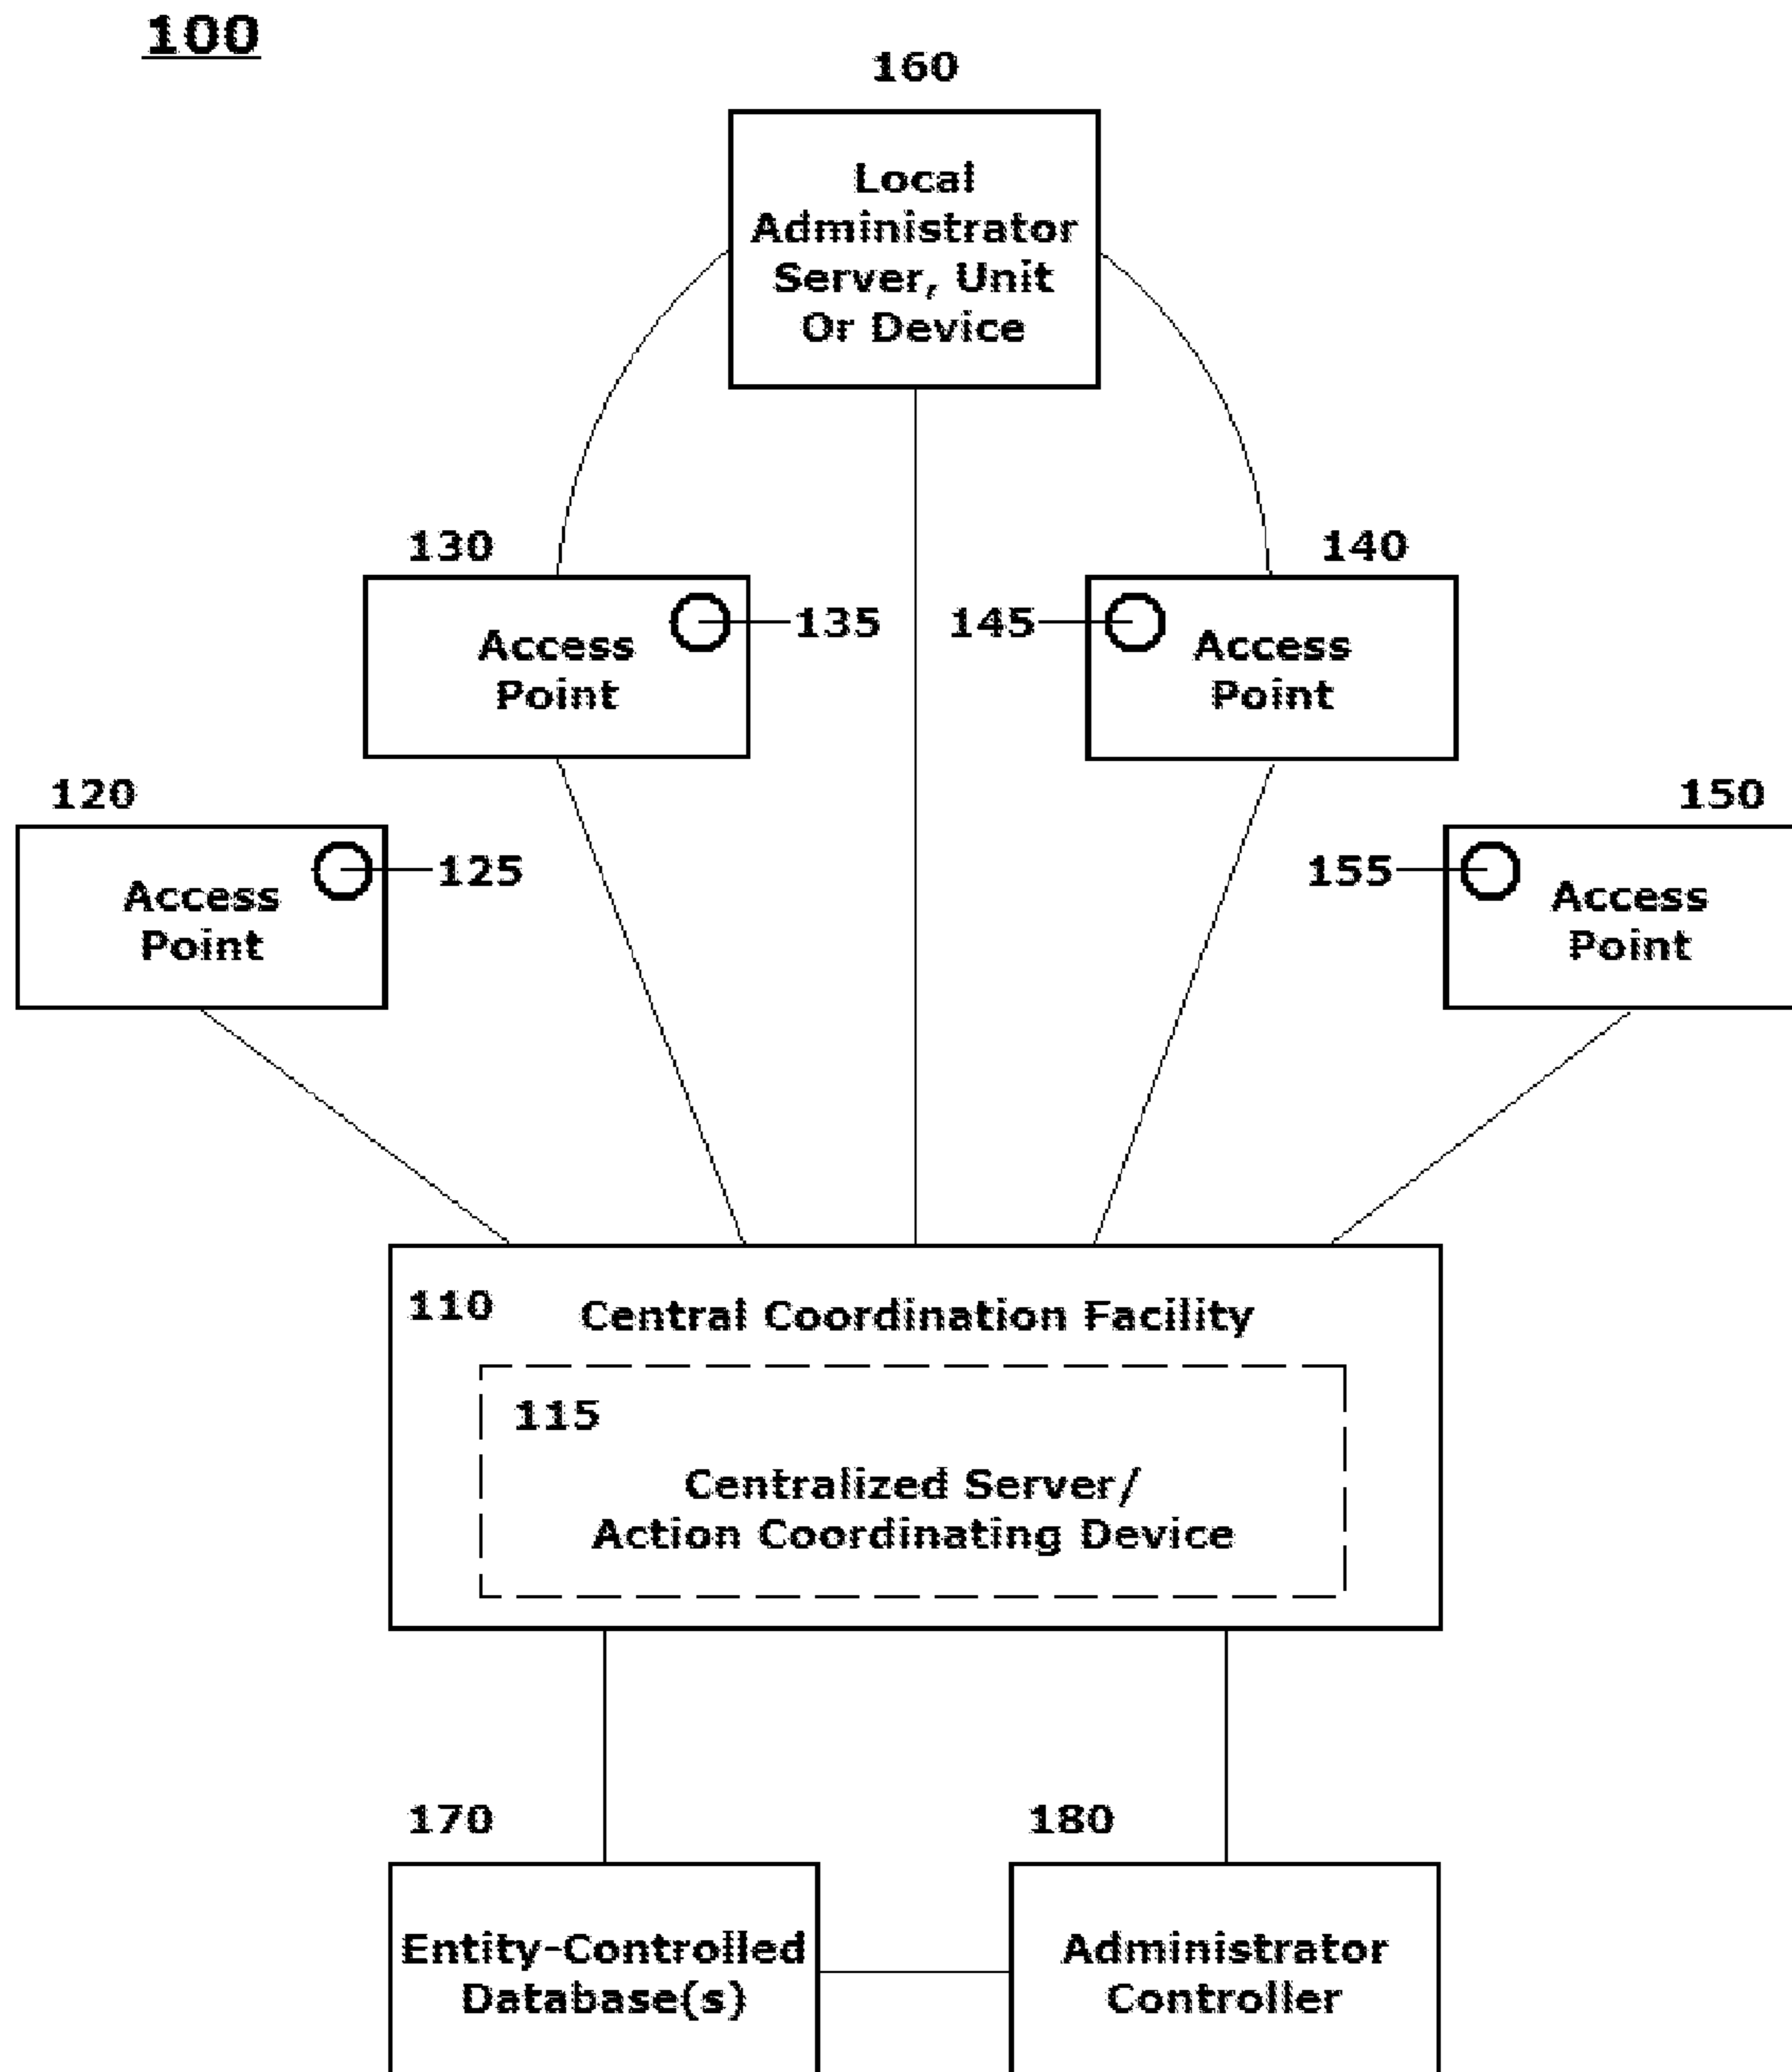 100
160
Local
Administrator
Server, Unit
Or Device
130
140
135
145
Access
Point
Access
Point
120
150
125
155
Access
Point
Access
Point
110
Central Coordination Facility
115
Centralized Server/
Action Coordinating Device
170
180
Entity-Controlled
Database(s)
Administrator
Controller